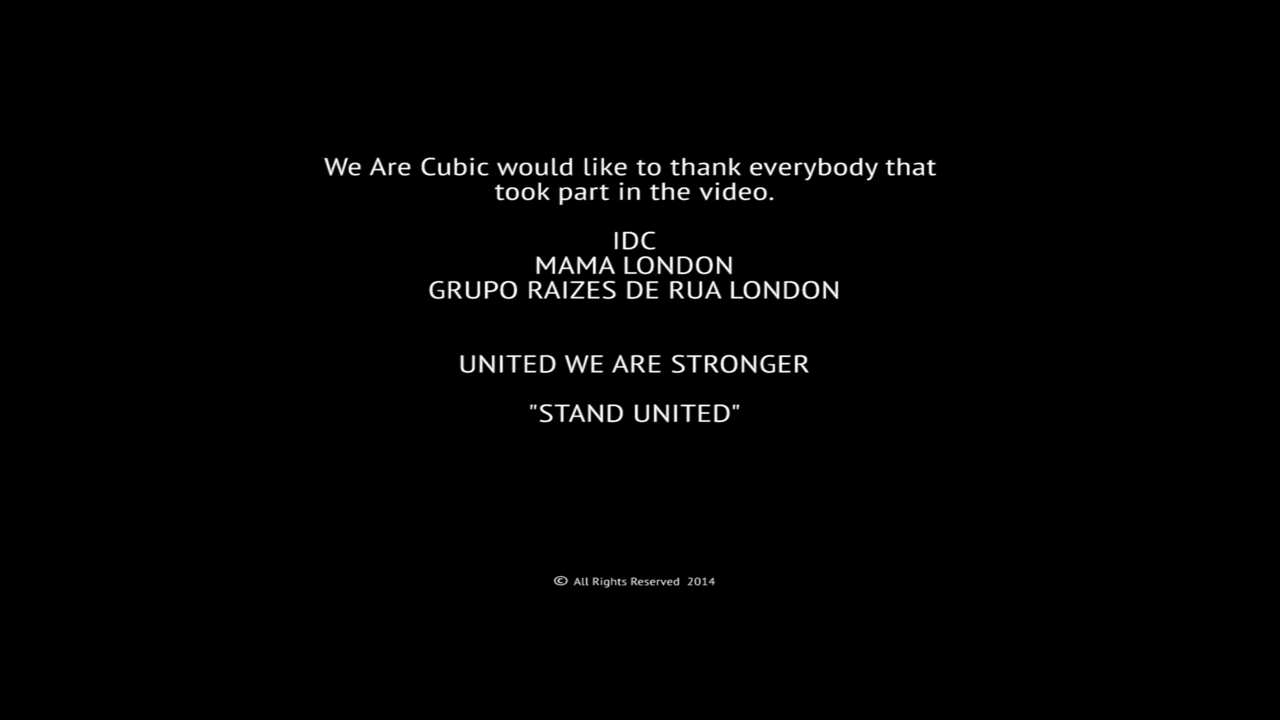 We Are Cubic would like to thank everybody that
took part in the video.
IDC
MAMA LONDON
GRUPO RAIZES DE RUA LONDON
UNITED WE ARE STRONGER
"STAND UNITED"
© All Rights Reserved 2014